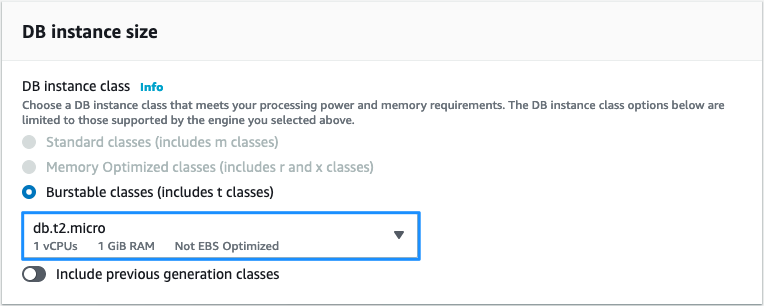 DB instance size
DB instance class Info
Choose a DB instance class that meets your processing power and memory requirements. The DB instance class options below are
limited to those supported by the engine you selected above.
Standard classes (includes m classes)
Memory Optimized classes (includes r and x classes)
Burstable classes (includes t classes)
db.t2.micro
1 vCPUs 1 GiB RAM Not EBS Optimized
Include previous generation classes